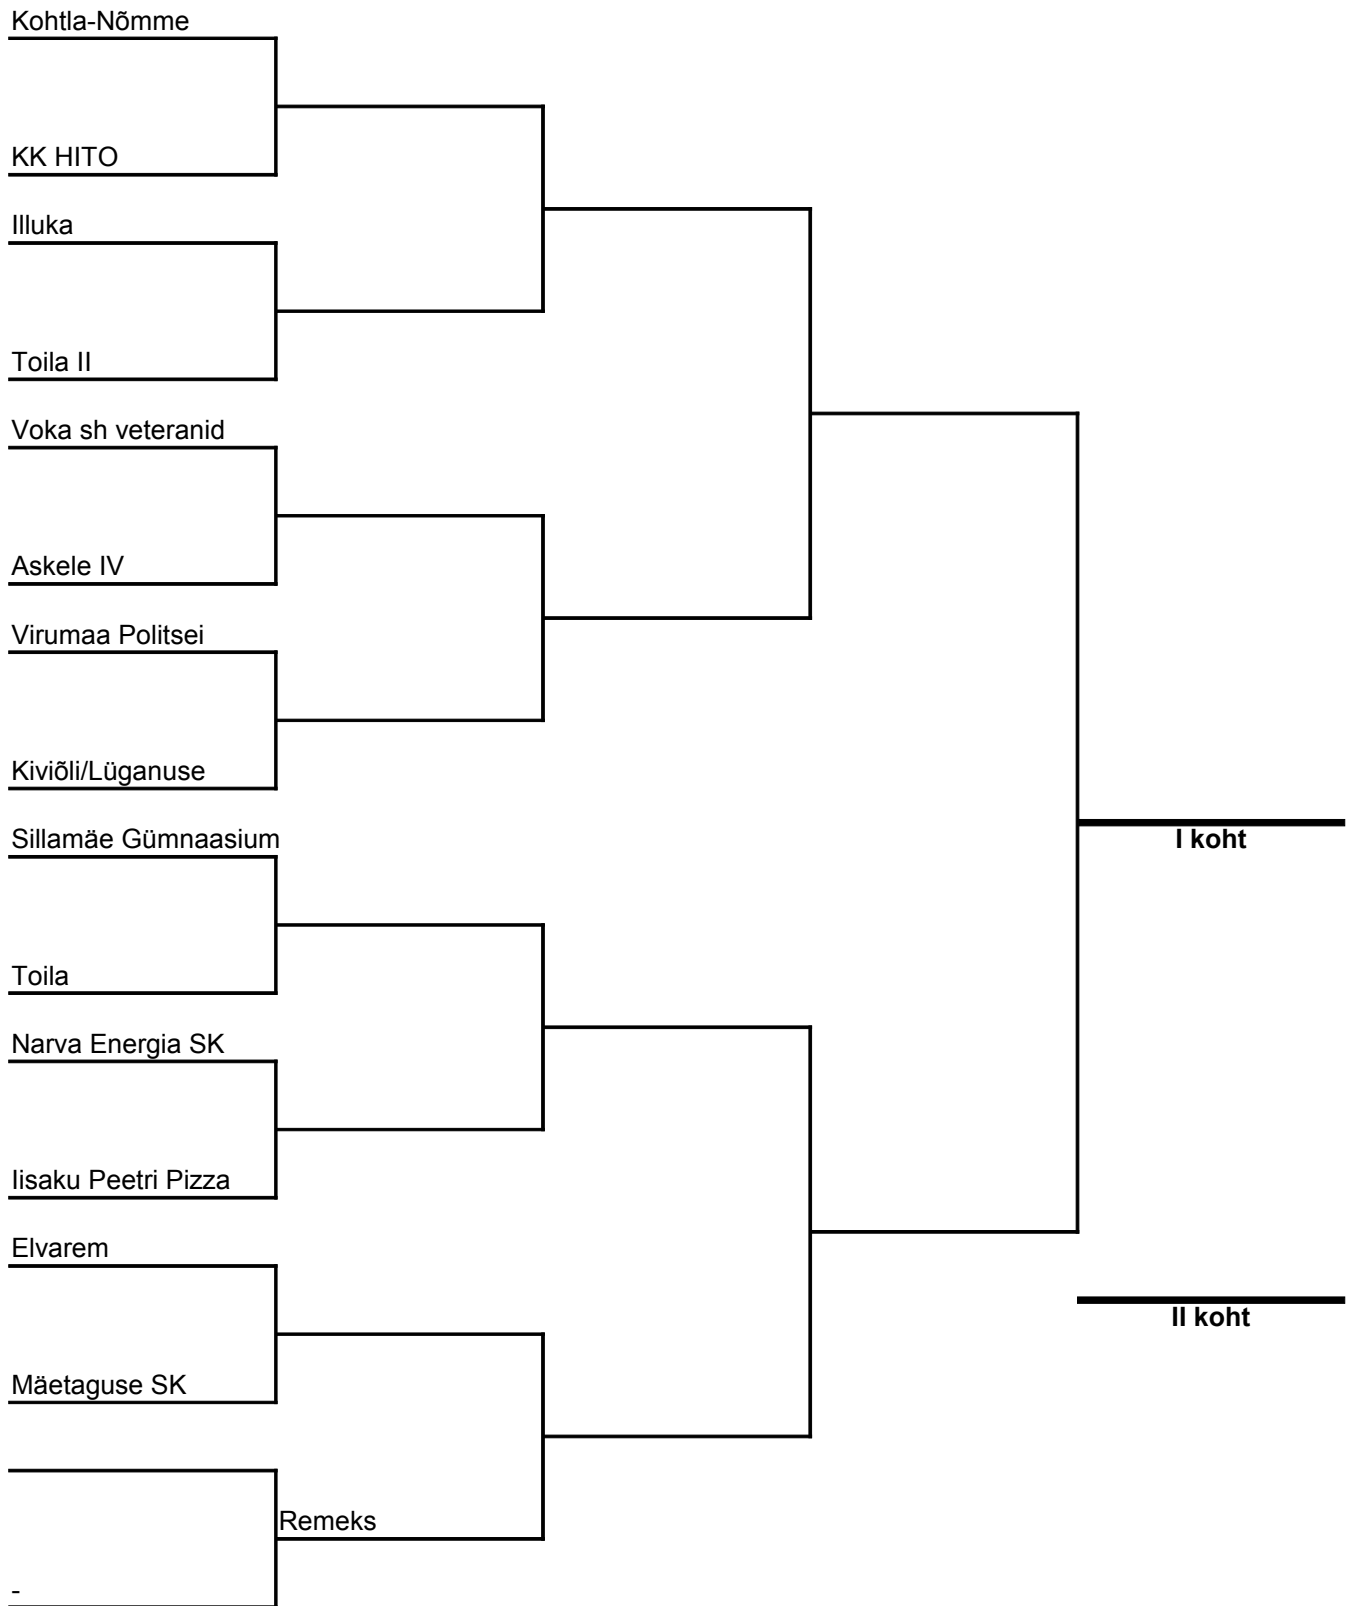 Kohtla-Nõmme
KK HITO
Illuka
Toila II
Voka sh veteranid
Askele IV
Virumaa Politsei
Kiviõli/Lüganuse
Sillamäe Gümnaasium
I koht
Toila
Narva Energia SK
Iisaku Peetri Pizza
Elvarem
II koht
Mäetaguse SK
Remeks
-